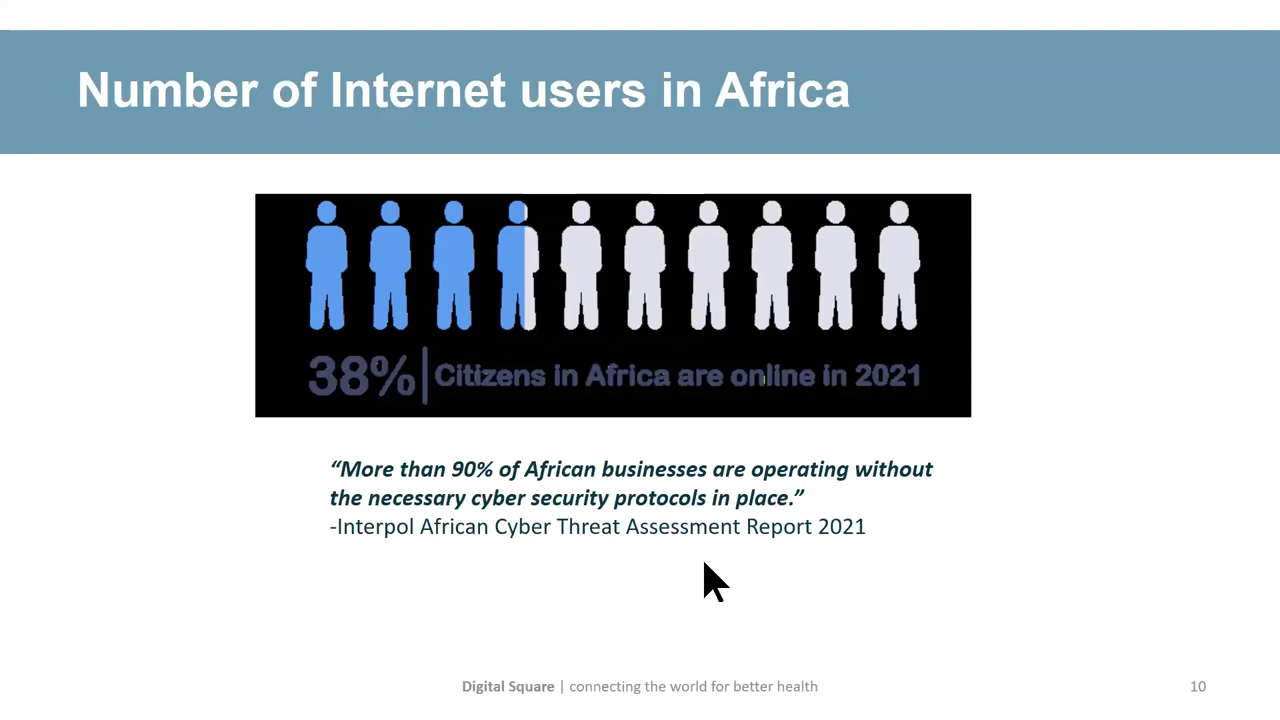 Number of Internet users in Africa
38% | Citizens in Africa are online in 2021
“More than 90% of African businesses are operating without
the necessary cyber security protocols in place.”
-Interpol African Cyber Threat Assessment Report 2021
Digital Square | connecting the world for better health
10